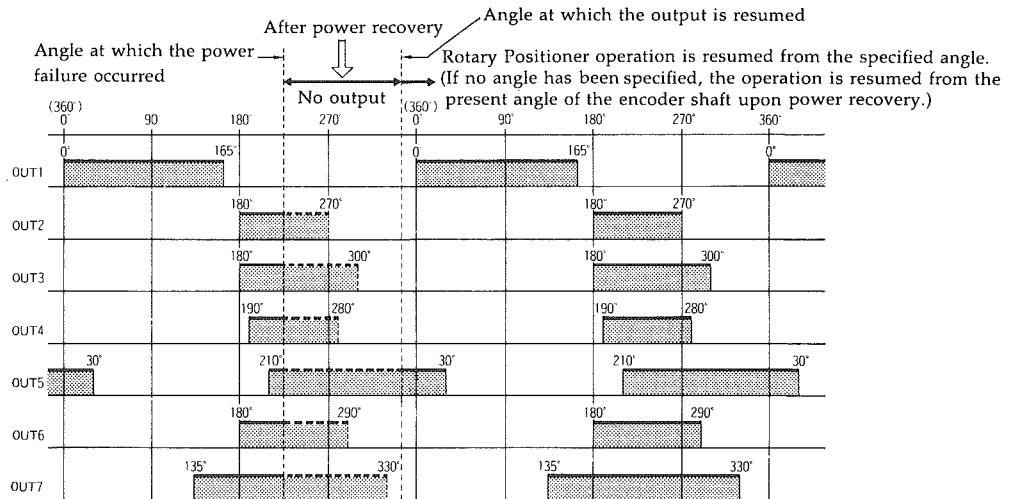 Angle at which the output is resumed
After power recovery
Angle at which the power
failure occurred
Rotary Positioner operation is resumed from the specified angle.
(If no angle has been specified, the operation is resumed from the
present angle of the encoder shaft upon power recovery.)
No output
(360°) (360°)
0° 90 180° 270° 0° 90° 180° 270° 360°
OUT1 0° 165° 0 165° 0°
OUT2 180° 270° 180° 270°
OUT3 180° 300° 180° 300°
OUT4 190° 280° 190° 280°
OUT5 30° 210° 30° 210° 30°
OUT6 180° 290° 180° 290°
OUT7 135° 330° 135° 330°